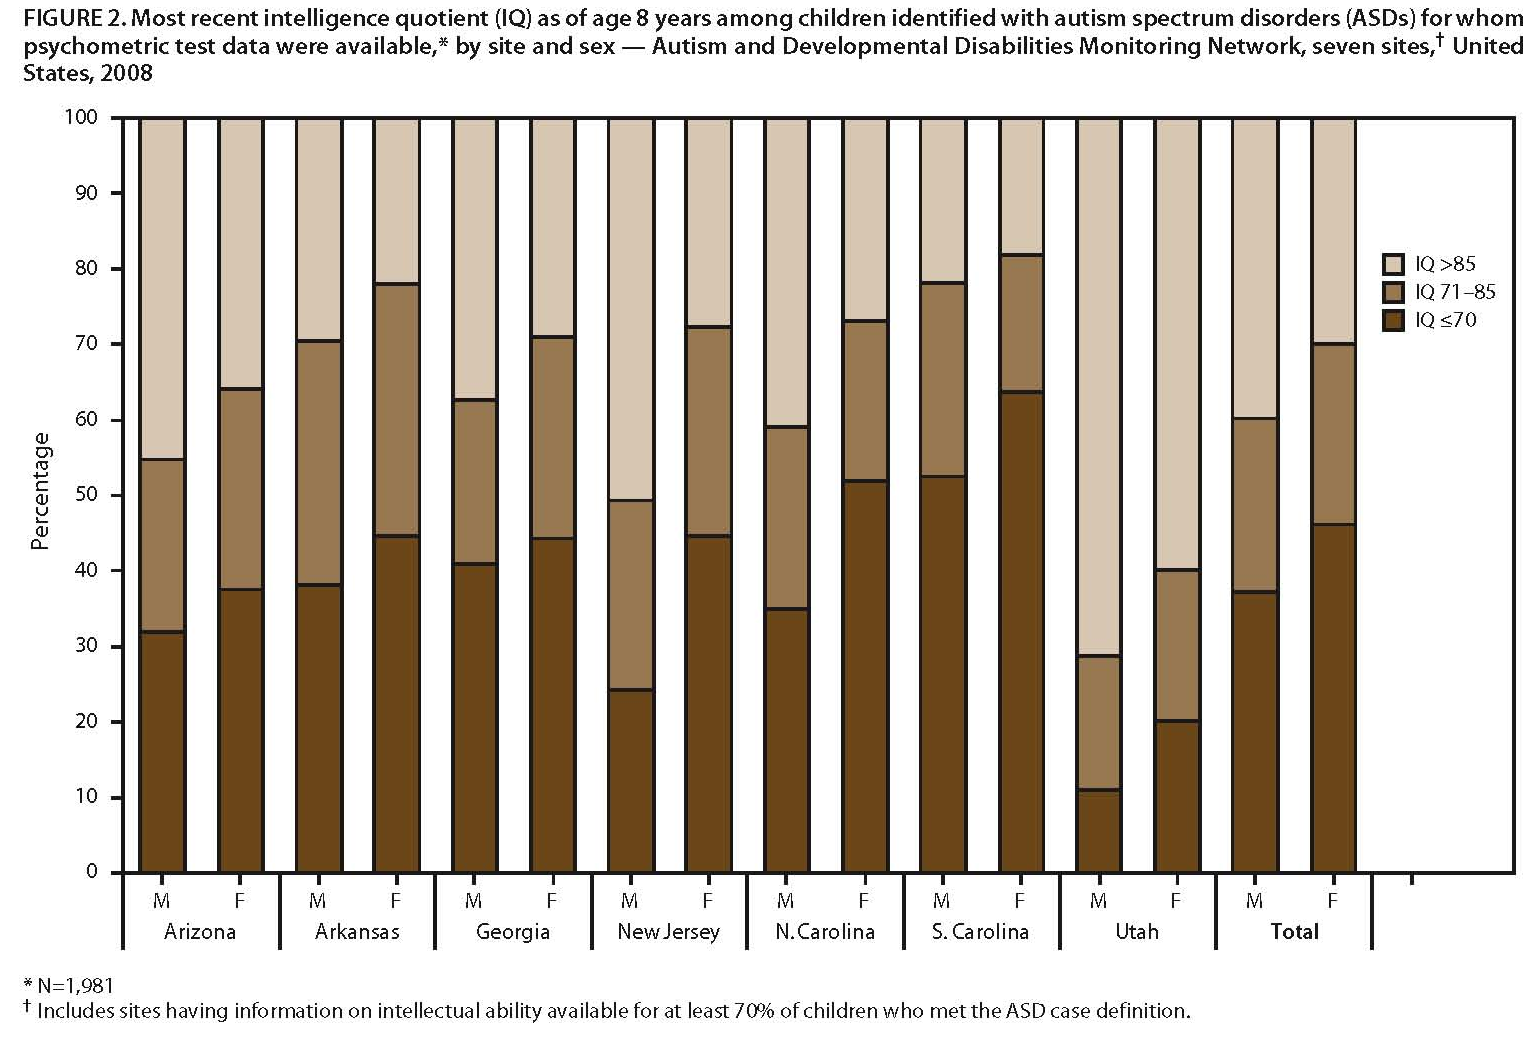 FIGURE 2. Most recent intelligence quotient (IQ) as of age 8 years among children identified with autism spectrum disorders (ASDs) for whom
psychometric test data were available,* by site and sex — Autism and Developmental Disabilities Monitoring Network, seven sites,† United
States, 2008
100
90
80
70
60
50
40
30
20
10
0
Percentage
IQ >85
IQ 71–85
IQ ≤70
M F M F M F M F M F M F M F M F
Arizona Arkansas Georgia New Jersey N. Carolina S. Carolina Utah Total
* N=1,981
† Includes sites having information on intellectual ability available for at least 70% of children who met the ASD case definition.